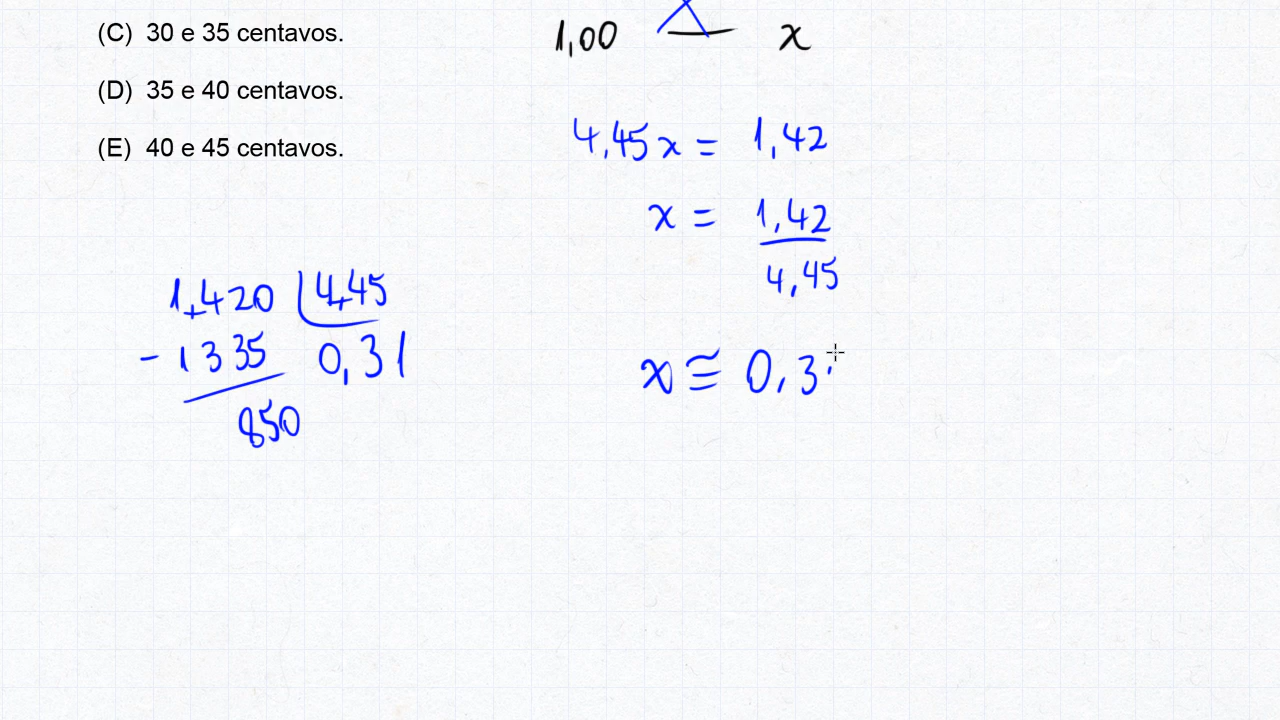 (C) 30 e 35 centavos.
(D) 35 e 40 centavos.
(E) 40 e 45 centavos.
1,00 x
4,45x = 1,42
x = 1,42
4,45
x ≅ 0,3
1,420 4,45
- 1335 0,31
850